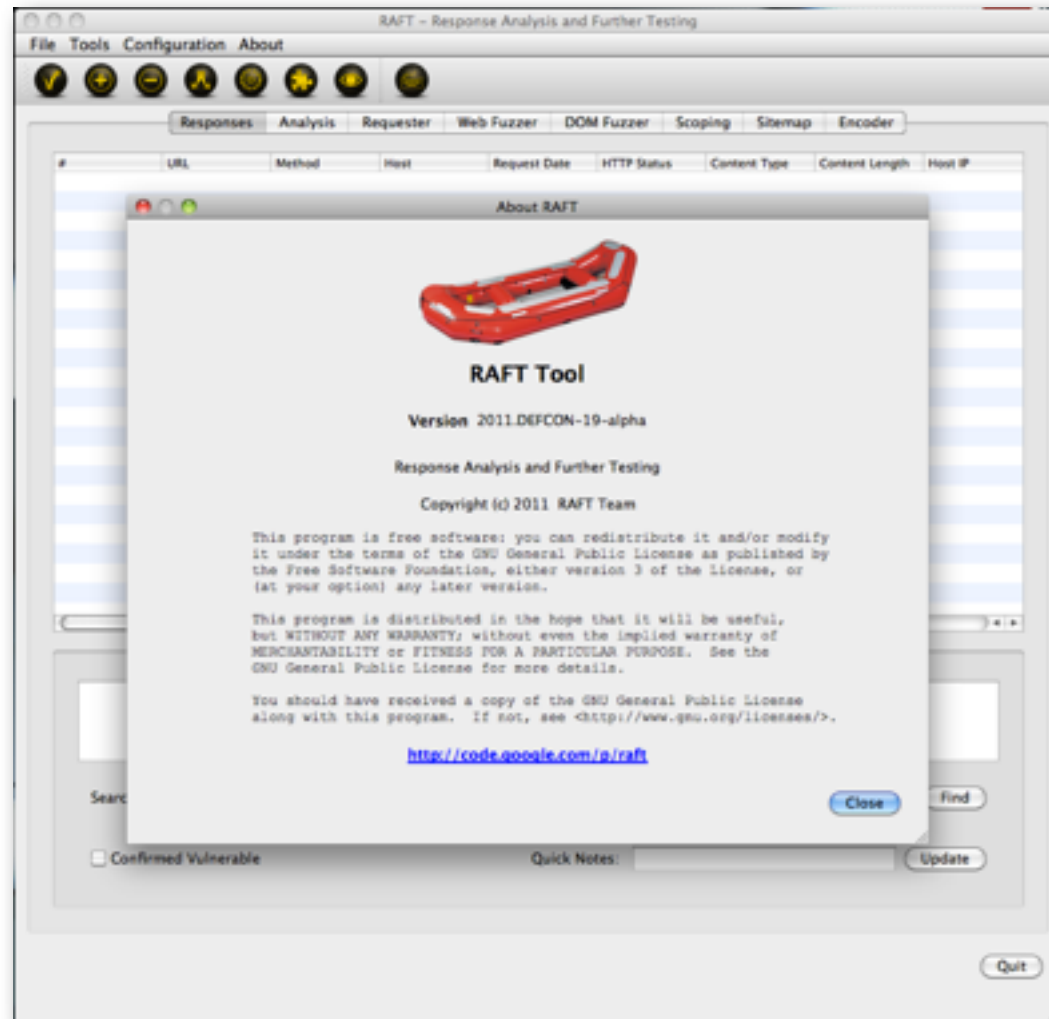 RAFT - Response Analysis and Further Testing
File Tools Configuration About
Responses Analysis Requester Web Fuzzer DOM Fuzzer Scoping Sitemap Encoder
# URL Method Host Request Date HTTP Status Content Type Content Length Host IP
About RAFT
RAFT Tool
Version 2011.DEFCON-19-alpha
Response Analysis and Further Testing
Copyright (c) 2011 RAFT Team
This program is free software: you can redistribute it and/or modify
it under the terms of the GNU General Public License as published by
the Free Software Foundation, either version 3 of the License, or
(at your option) any later version.
This program is distributed in the hope that it will be useful,
but WITHOUT ANY WARRANTY; without even the implied warranty of
MERCHANTABILITY or FITNESS FOR A PARTICULAR PURPOSE. See the
GNU General Public License for more details.
You should have received a copy of the GNU General Public License
along with this program. If not, see <http://www.gnu.org/licenses/>.
http://code.google.com/p/raft
Close
Searc Find
Confirmed Vulnerable Quick Notes: Update
Quit